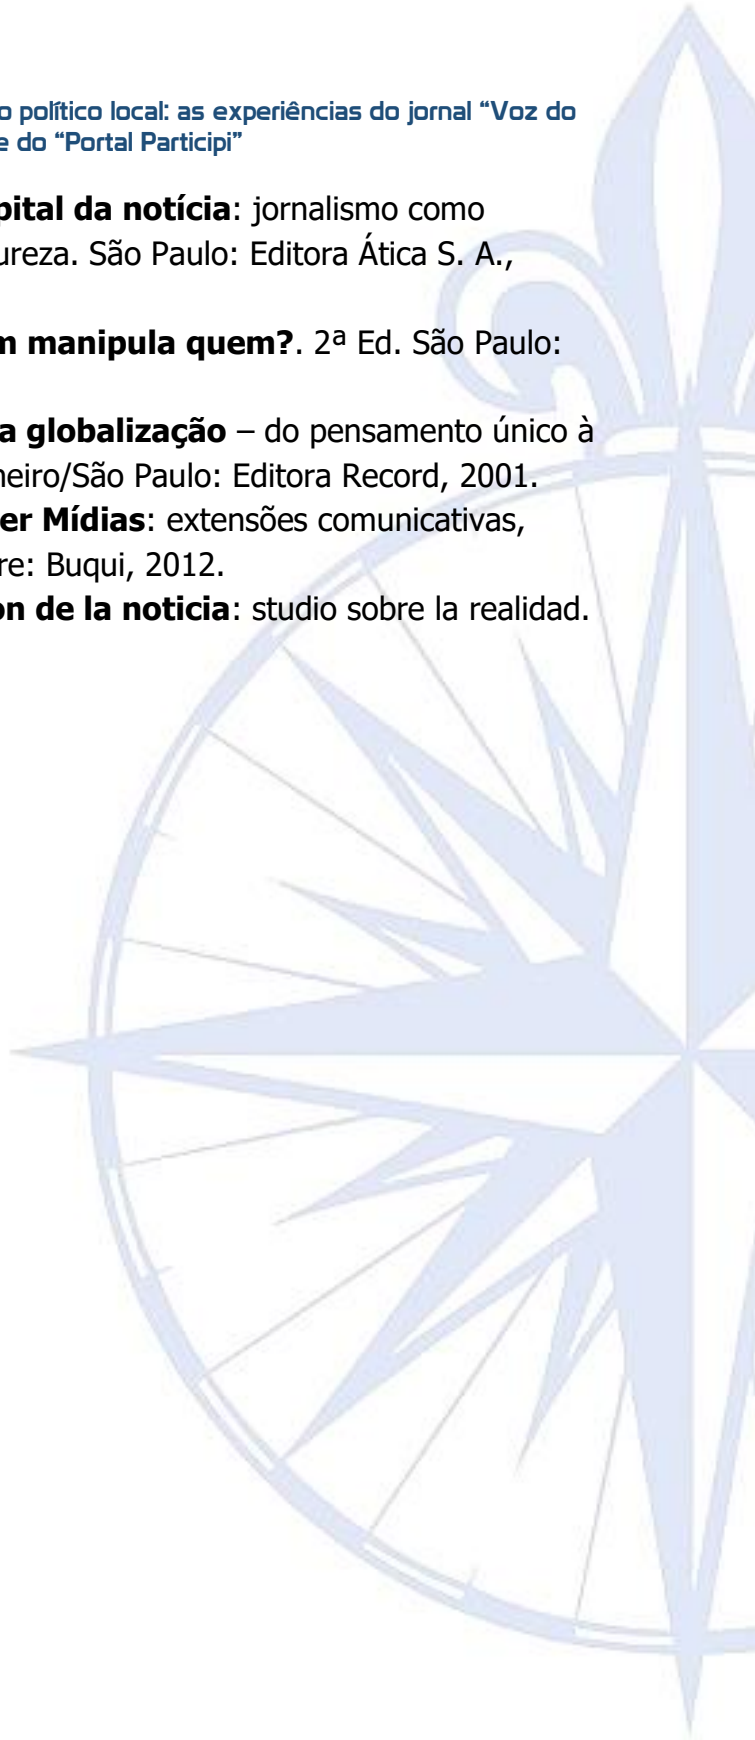 o político local: as experiências do jornal “Voz do
e do “Portal Participi”
pital da notícia: jornalismo como
ureza. São Paulo: Editora Ática S. A.,
m manipula quem?. 2ª Ed. São Paulo:
a globalização – do pensamento único à
neiro/São Paulo: Editora Record, 2001.
er Mídias: extensões comunicativas,
re: Buqui, 2012.
on de la noticia: studio sobre la realidad.